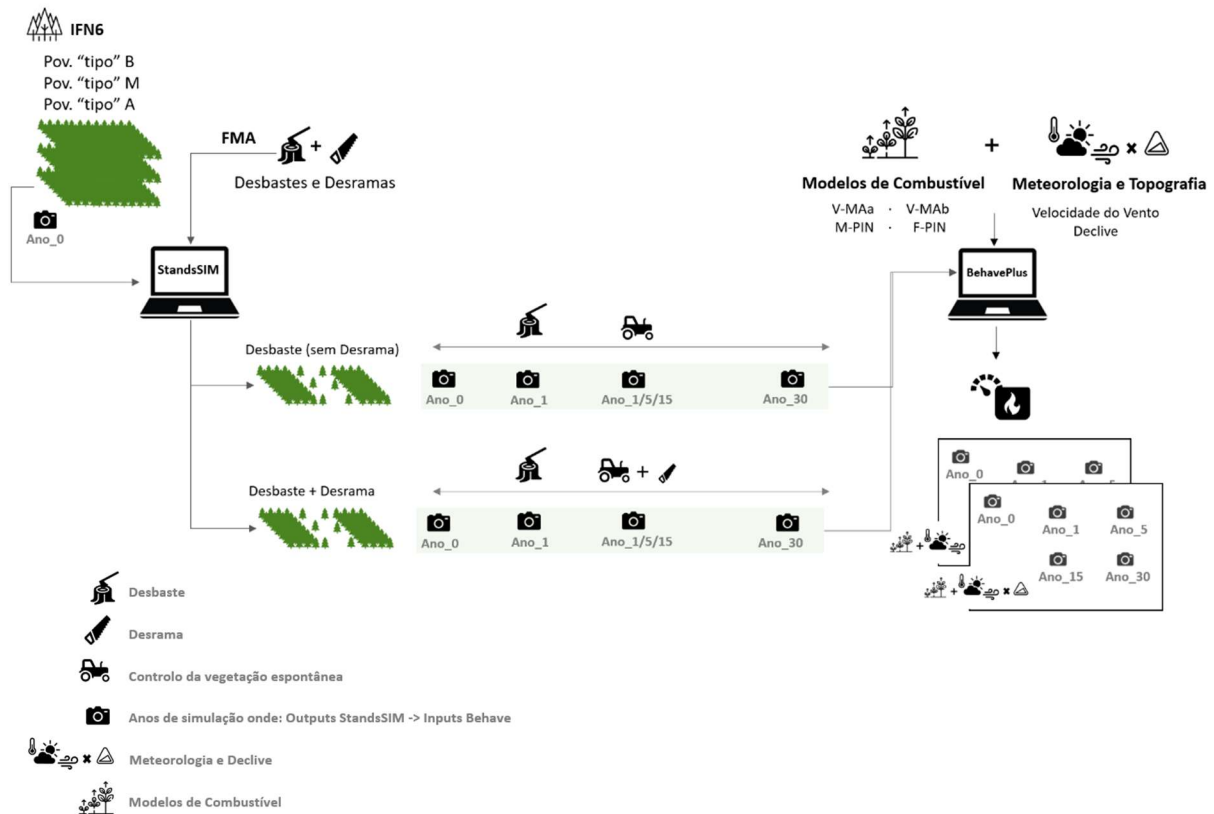 IFN6
Pov. “tipo” B
Pov. “tipo” M
Pov. “tipo” A
Ano_0
FMA
+
Desbastes e Desramas
StandsSIM
+
Modelos de Combustível
V-MAa · V-MAb
M-PIN · F-PIN
Meteorologia e Topografia
Velocidade do Vento
Declive
BehavePlus
Desbaste (sem Desrama)
Ano_0 Ano_1 Ano_1/5/15 Ano_30
+
Desbaste + Desrama
Ano_0 Ano_1 Ano_1/5/15 Ano_30
Ano_0
+
Ano_0
Ano_1 Ano_5
Ano_15 Ano_30
+
Desbaste
Desrama
Controlo da vegetação espontânea
Anos de simulação onde: Outputs StandsSIM -> Inputs Behave
Meteorologia e Declive
Modelos de Combustível